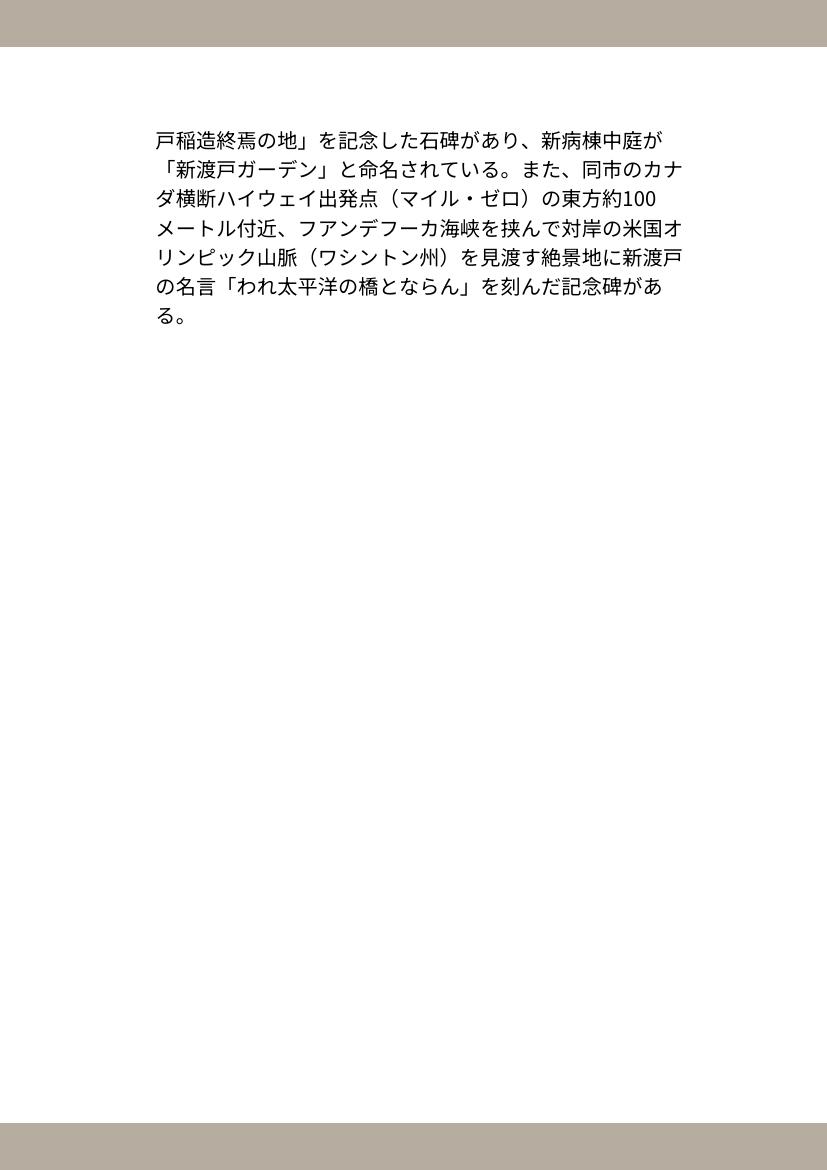 戸稲造終焉の地」を記念した石碑があり、新病棟中庭が
「新渡戸ガーデン」と命名されている。また、同市のカナ
ダ横断ハイウェイ出発点（マイル・ゼロ）の東方約100
メートル付近、フアンデフーカ海峡を挟んで対岸の米国オ
リンピック山脈（ワシントン州）を見渡す絶景地に新渡戸
の名言「われ太平洋の橋とならん」を刻んだ記念碑があ
る。